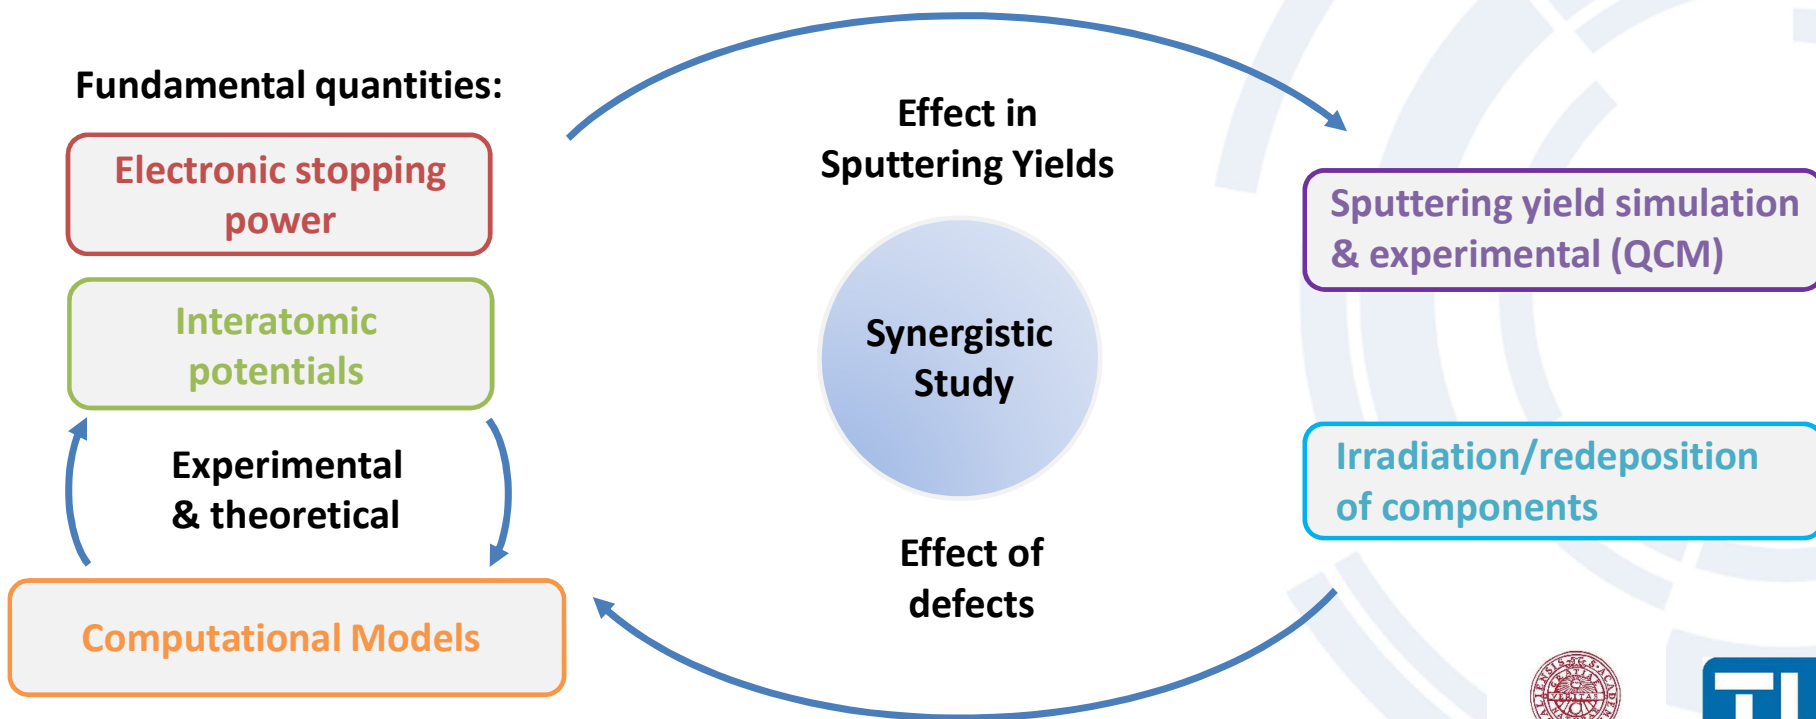 Fundamental quantities:
Electronic stopping
power
Interatomic
potentials
Experimental
& theoretical
Computational Models
Effect in
Sputtering Yields
Synergistic
Study
Effect of
defects
Sputtering yield simulation
& experimental (QCM)
Irradiation/redeposition
of components